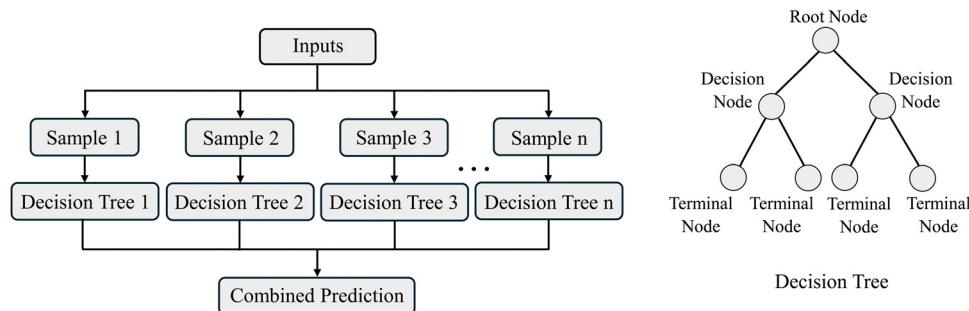 Inputs
Sample 1
Sample 2
Sample 3
Sample n
...
Decision Tree 1
Decision Tree 2
Decision Tree 3
Decision Tree n
Combined Prediction
Root Node
Decision
Node
Decision
Node
Terminal
Node
Terminal
Node
Terminal
Node
Terminal
Node
Decision Tree